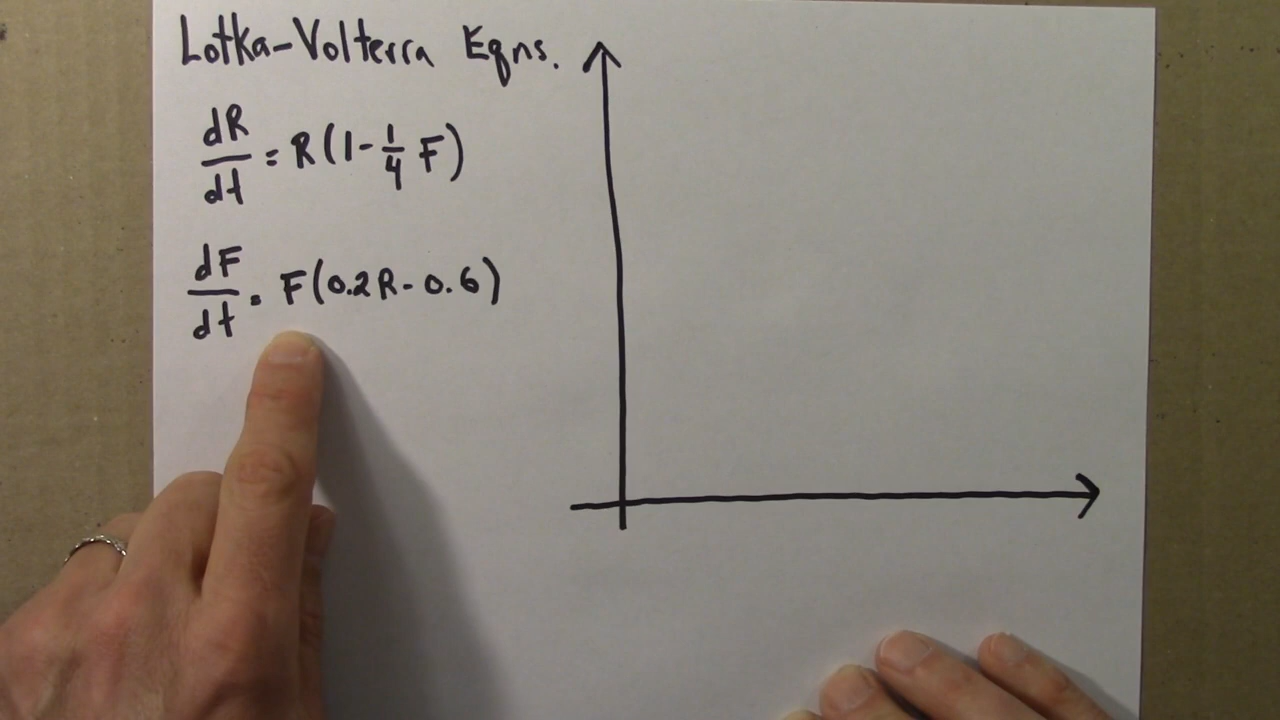 Lotka-Volterra Eqns.
dR/dt = R(1 - 1/4 F)
dF/dt = F(0.2R - 0.6)